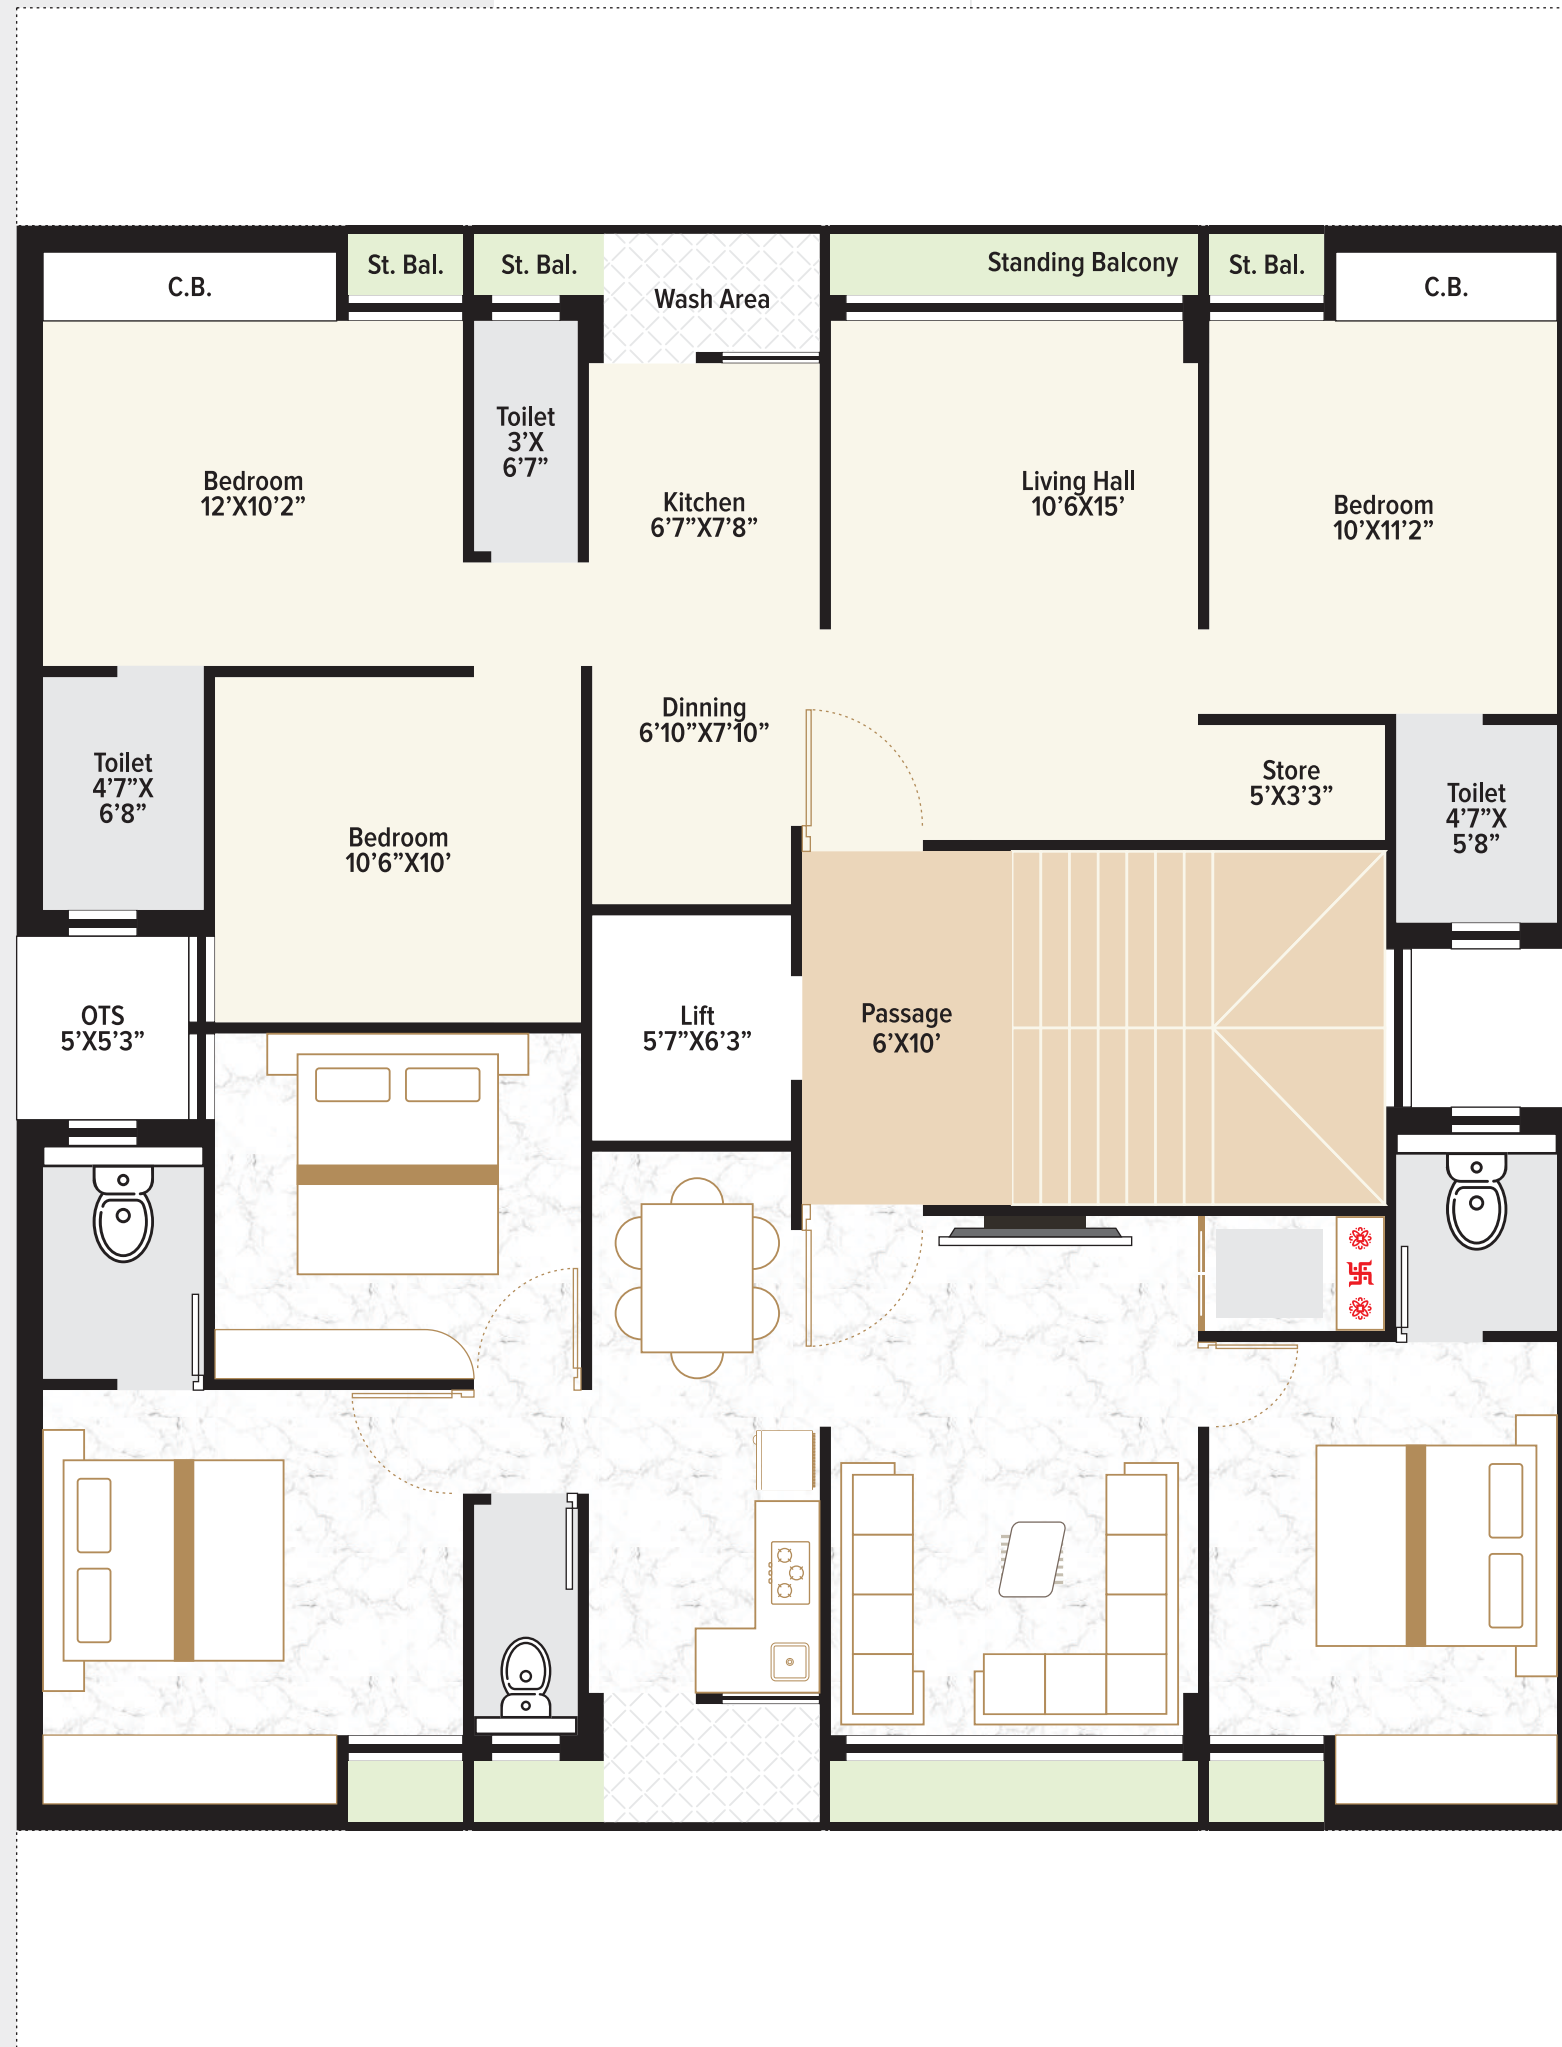 St. Bal.
St. Bal.
Standing Balcony
St. Bal.
C.B.
Wash Area
C.B.
Toilet
3’X
6’7”
Bedroom
12’X10’2”
Kitchen
6’7”X7’8”
Living Hall
10’6X15’
Bedroom
10’X11’2”
Dinning
6’10”X7’10”
Toilet
4’7”X
6’8”
Store
5’X3’3”
Toilet
4’7”X
5’8”
Bedroom
10’6”X10’
OTS
5’X5’3”
Lift
5’7”X6’3”
Passage
6’X10’